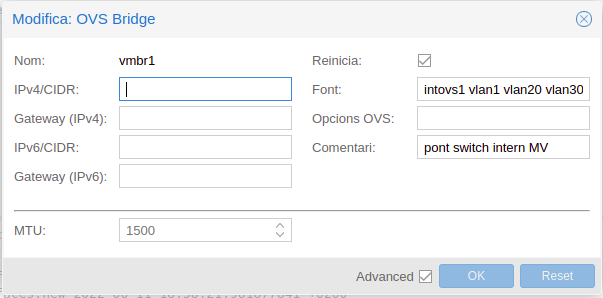 Modifica: OVS Bridge
Nom: vmbr1 Reinicia:
IPv4/CIDR: Font: intovs1 vlan1 vlan20 vlan30
Gateway (IPv4): Opcions OVS:
IPv6/CIDR: Comentari: pont switch intern MV
Gateway (IPv6):
MTU: 1500
Advanced OK Reset